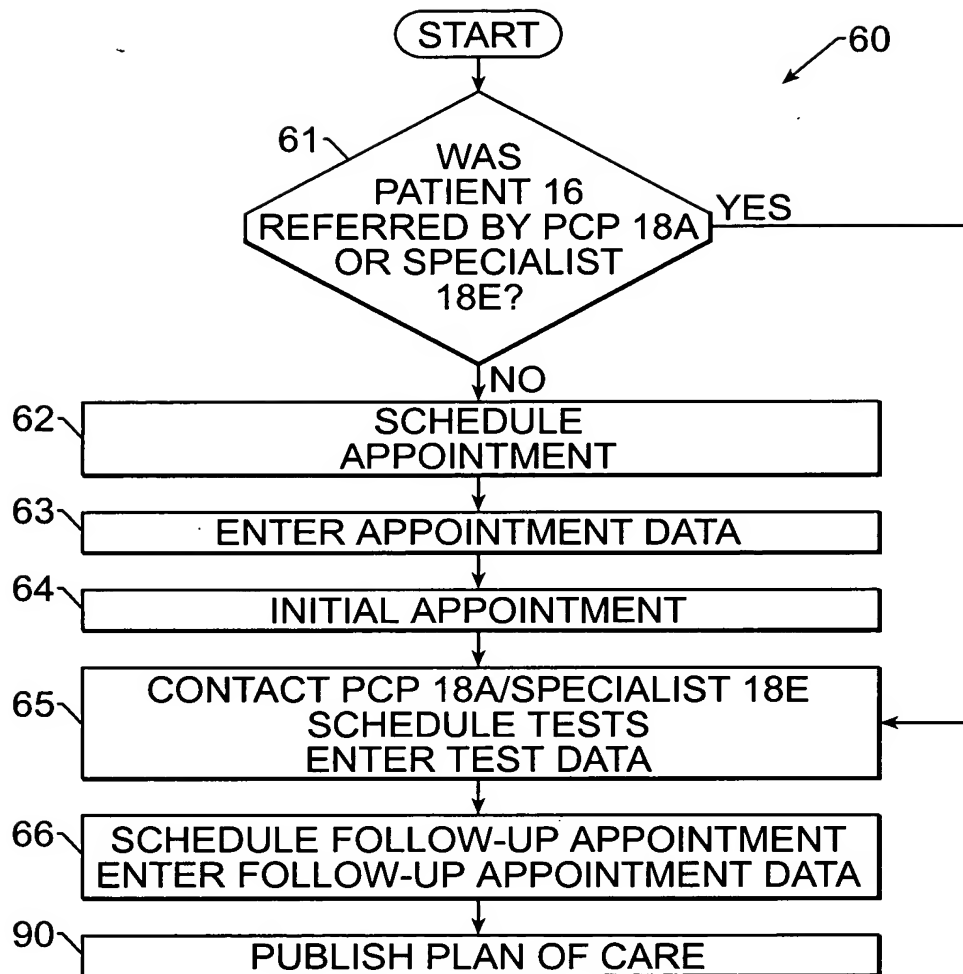 START
60
61
WAS
PATIENT 16
REFERRED BY PCP 18A
OR SPECIALIST
18E?
YES
NO
62
SCHEDULE
APPOINTMENT
63
ENTER APPOINTMENT DATA
64
INITIAL APPOINTMENT
65
CONTACT PCP 18A/SPECIALIST 18E
SCHEDULE TESTS
ENTER TEST DATA
66
SCHEDULE FOLLOW-UP APPOINTMENT
ENTER FOLLOW-UP APPOINTMENT DATA
90
PUBLISH PLAN OF CARE